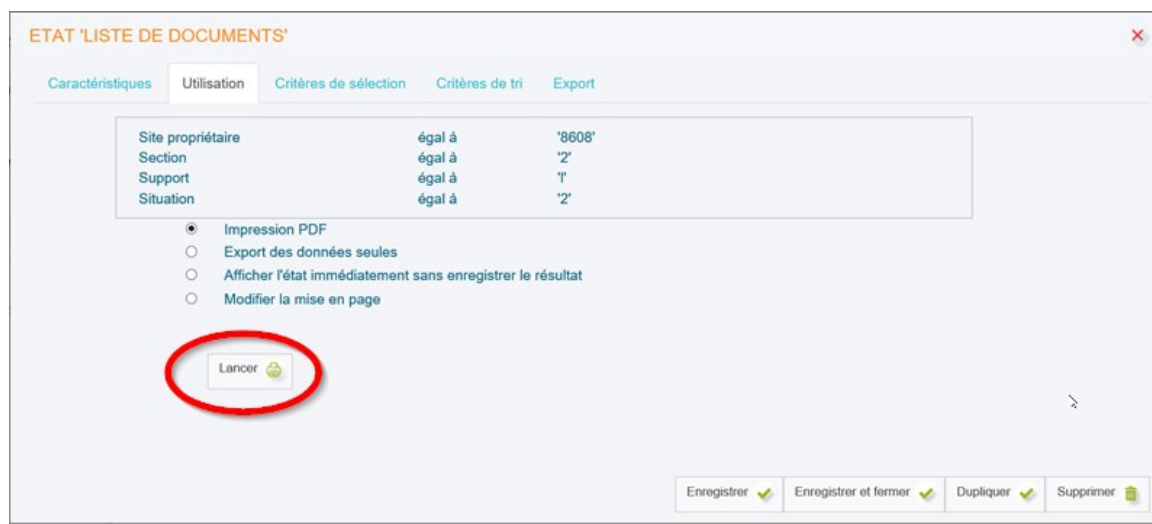 ETAT 'LISTE DE DOCUMENTS'
Caractéristiques Utilisation Critères de sélection Critères de tri Export
Site propriétaire égal à '8608'
Section égal à '2'
Support égal à 'l'
Situation égal à '2'
Impression PDF
Export des données seules
Afficher l'état immédiatement sans enregistrer le résultat
Modifier la mise en page
Lancer
Enregistrer Enregistrer et fermer Dupliquer Supprimer